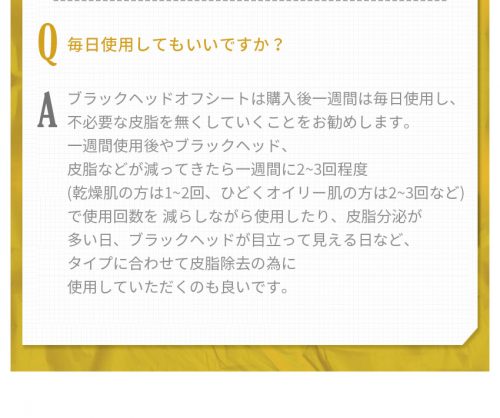 Q 毎日使用してもいいですか？
A ブラックヘッドオフシートは購入後一週間は毎日使用し、
不必要な皮脂を無くしていくことをお勧めします。
一週間使用後やブラックヘッド、
皮脂などが減ってきたら一週間に2~3回程度
(乾燥肌の方は1~2回、ひどくオイリー肌の方は2~3回など)
で使用回数を 減らしながら使用したり、皮脂分泌が
多い日、ブラックヘッドが目立って見える日など、
タイプに合わせて皮脂除去の為に
使用していただくのも良いです。